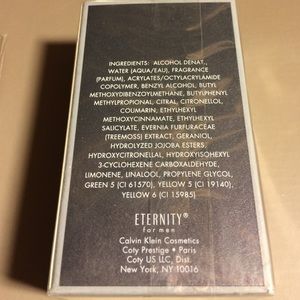 INGREDIENTS: ALCOHOL DENAT.,
WATER (AQUA/EAU), FRAGRANCE
(PARFUM), ACRYLATES/OCTYLACRYLAMIDE
COPOLYMER, BENZYL ALCOHOL, BUTYL
METHOXYDIBENZOYLMETHANE, BUTYLPHENYL
METHYLPROPIONAL, CITRAL, CITRONELLOL,
COUMARIN, ETHYLHEXYL
METHOXYCINNAMATE, ETHYLHEXYL
SALICYLATE, EVERNIA FURFURACEA
(TREEMOSS) EXTRACT, GERANIOL,
HYDROLYZED JOJOBA ESTERS,
HYDROXYCITRONELLAL, HYDROXYISOHEXYL
3-CYCLOHEXENE CARBOXALDEHYDE,
LIMONENE, LINALOOL, PROPYLENE GLYCOL,
GREEN 5 (CI 61570), YELLOW 5 (CI 19140),
YELLOW 6 (CI 15985)
ETERNITY®
for men
Calvin Klein Cosmetics
Coty Prestige • Paris
Coty US LLC, Dist.
New York, NY 10016